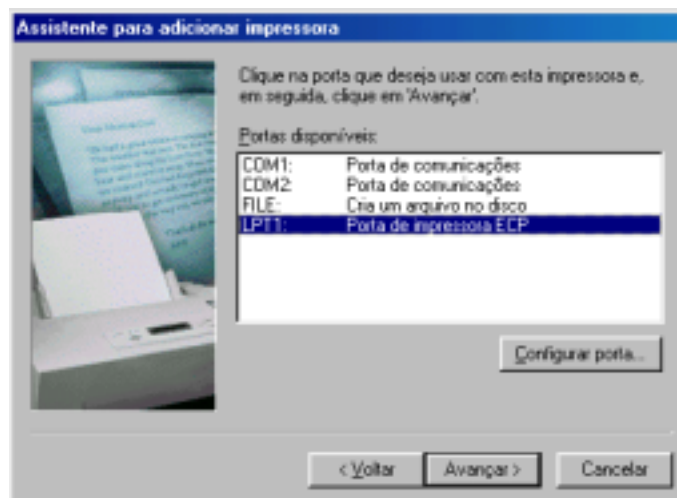 Assistente para adicionar impressora
Clique na porta que deseja usar com esta impressora e,
em seguida, clique em 'Avançar'.
Portas disponíveis:
COM1: Porta de comunicações
COM2: Porta de comunicações
FILE: Cria um arquivo no disco
LPT1: Porta de impressora ECP
Configurar porta...
< Voltar Avançar > Cancelar